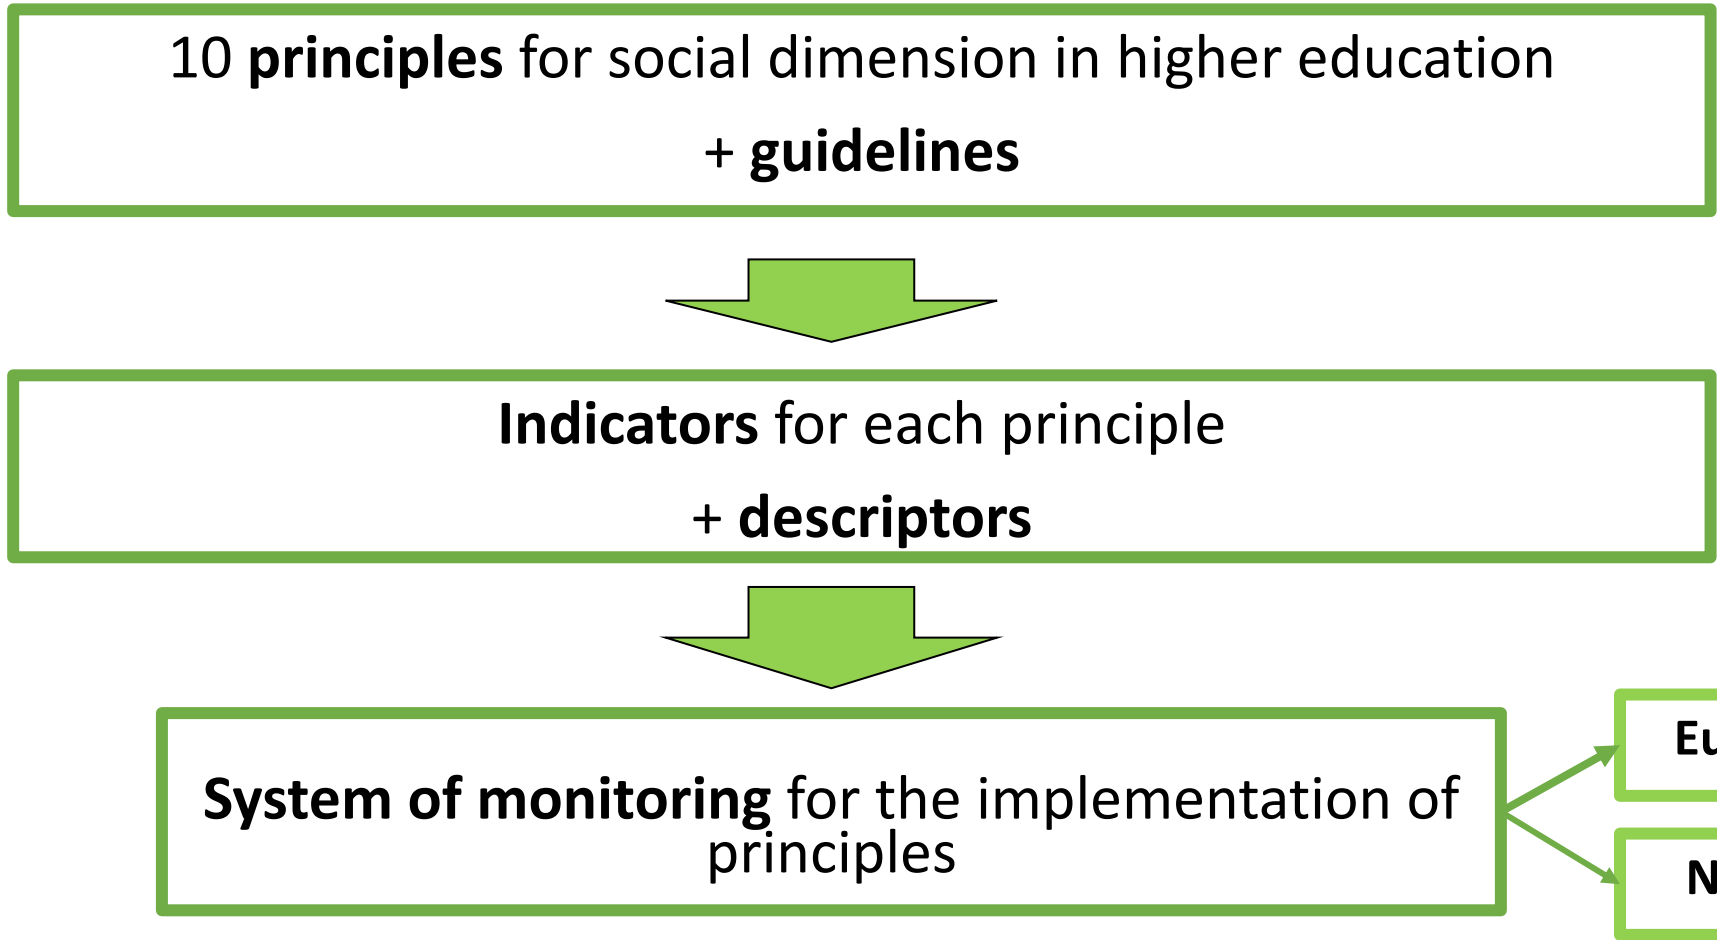 10 principles for social dimension in higher education
+ guidelines
Indicators for each principle
+ descriptors
System of monitoring for the implementation of
principles